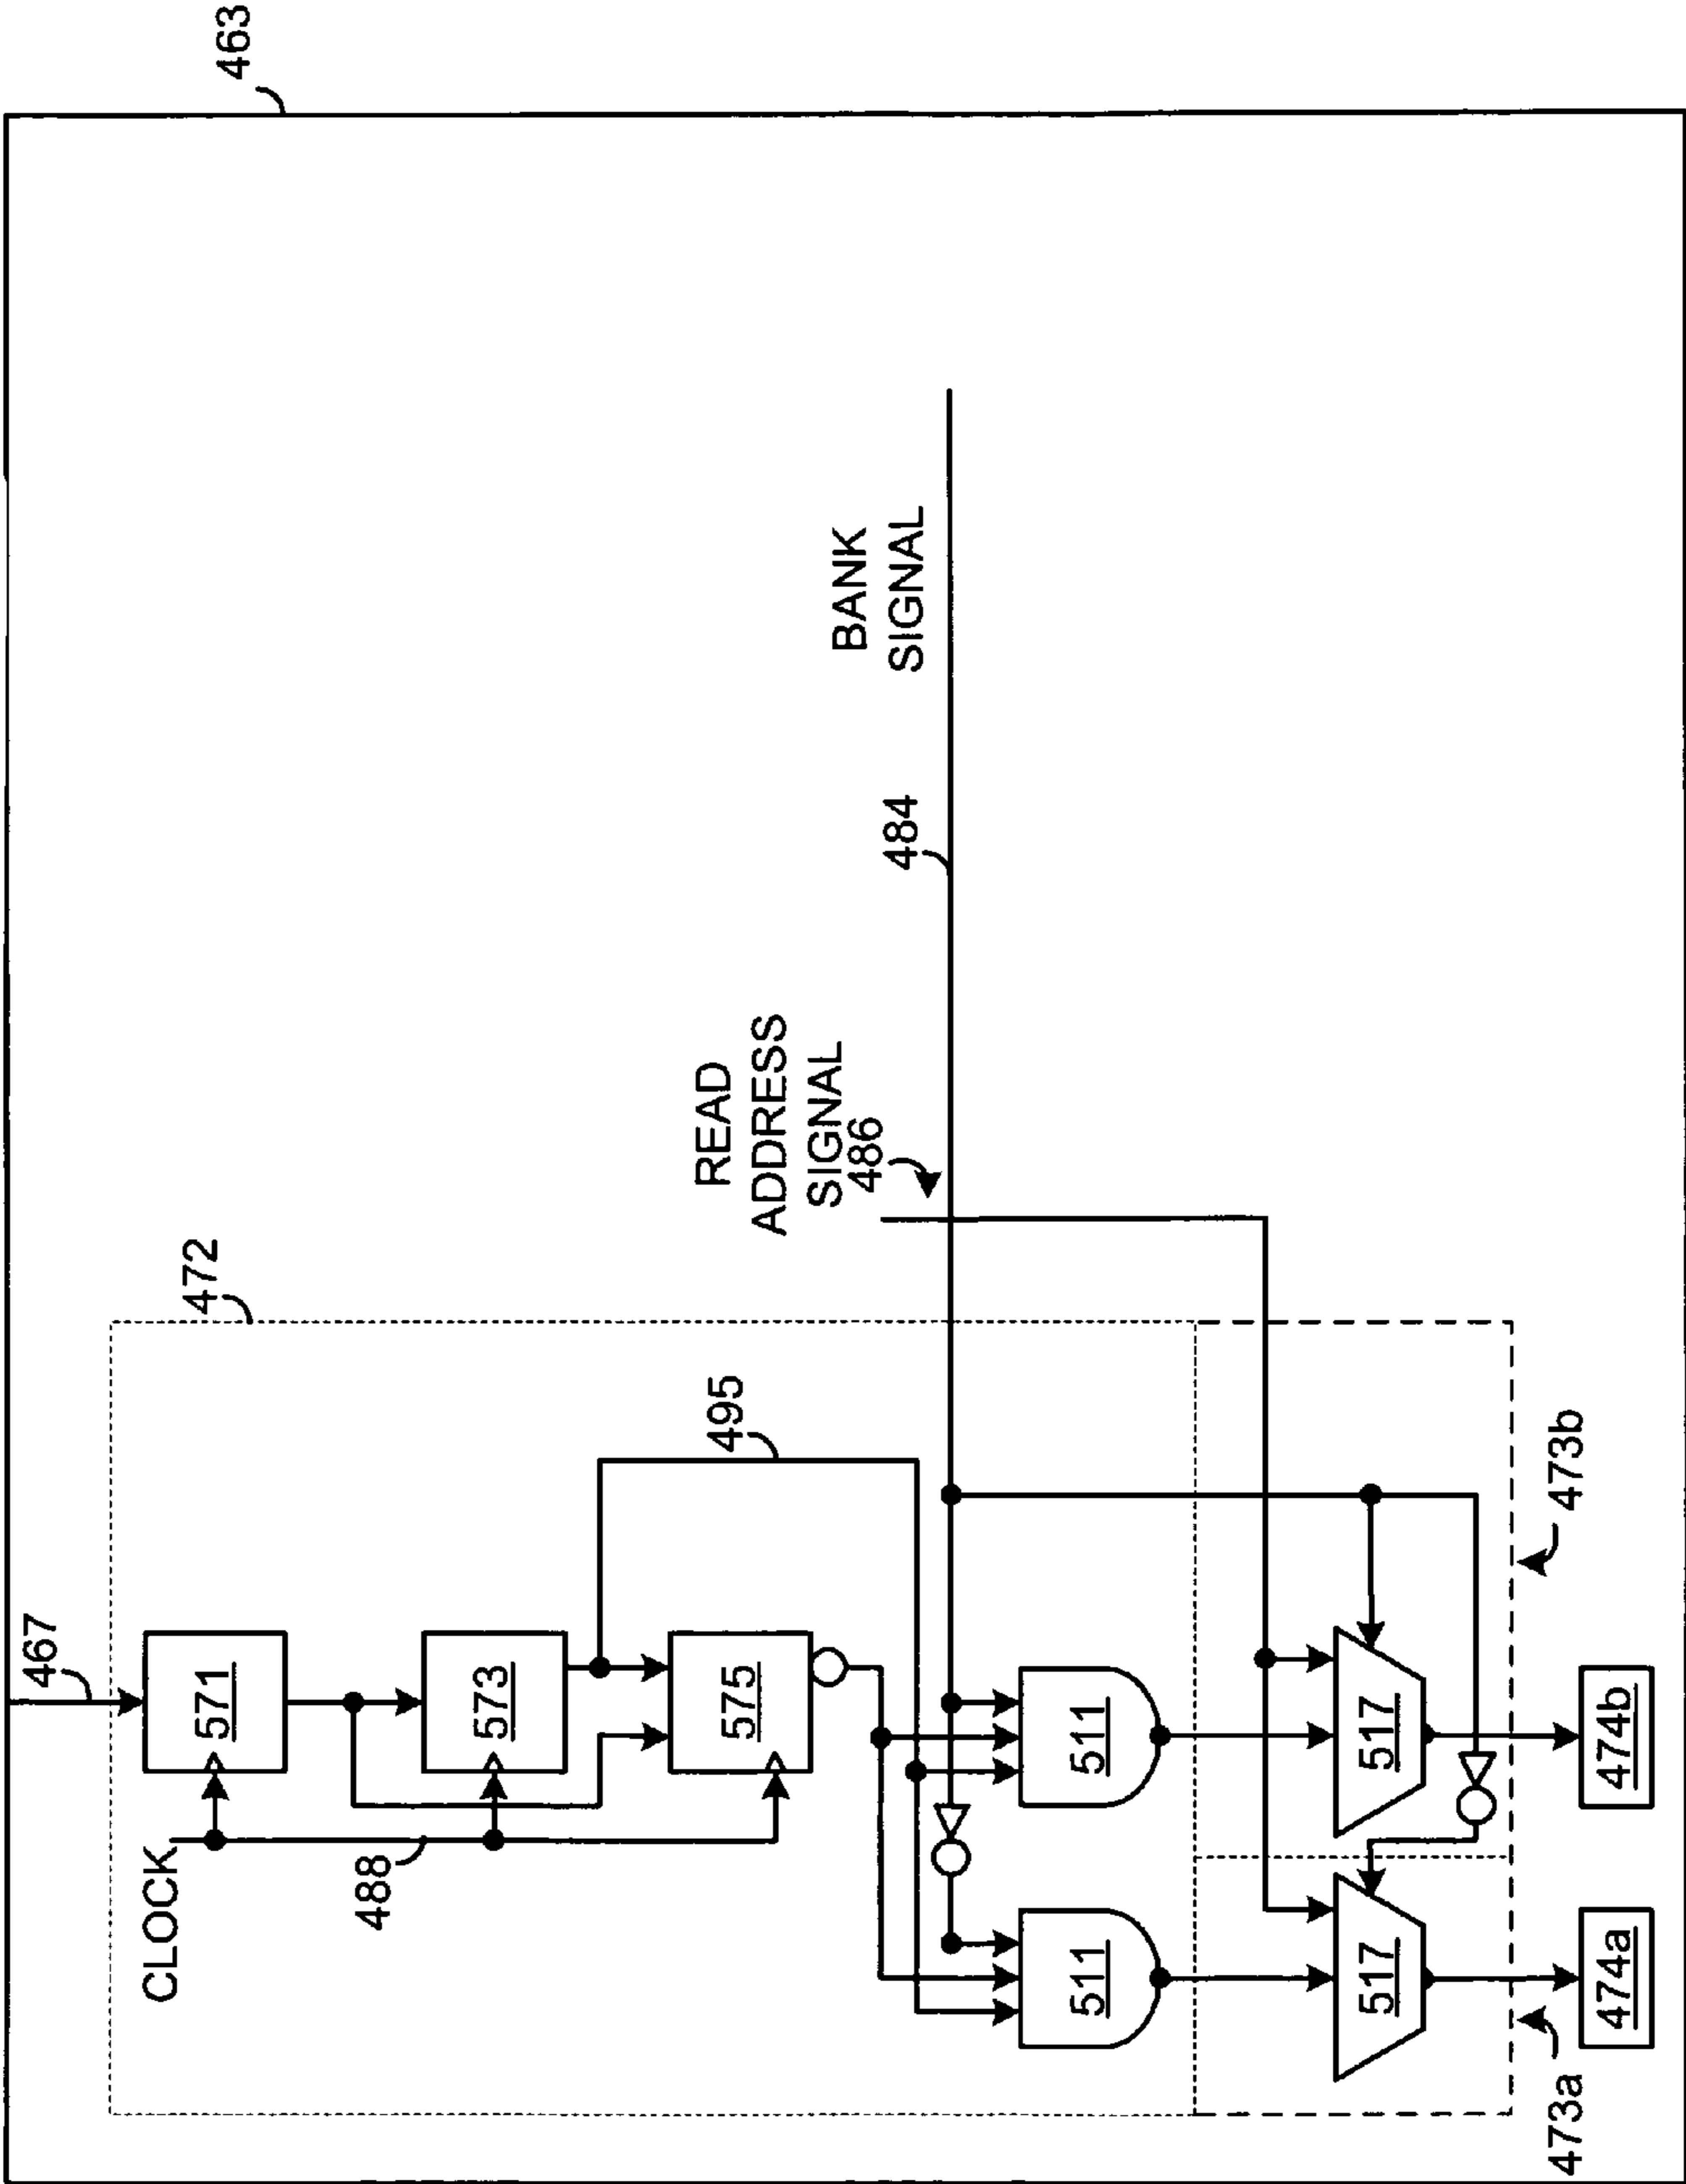 463
467
472
CLOCK
571
488
573
495
575
READ
ADDRESS
SIGNAL
486
484
BANK
SIGNAL
511
511
517
517
473a
473b
474a
474b